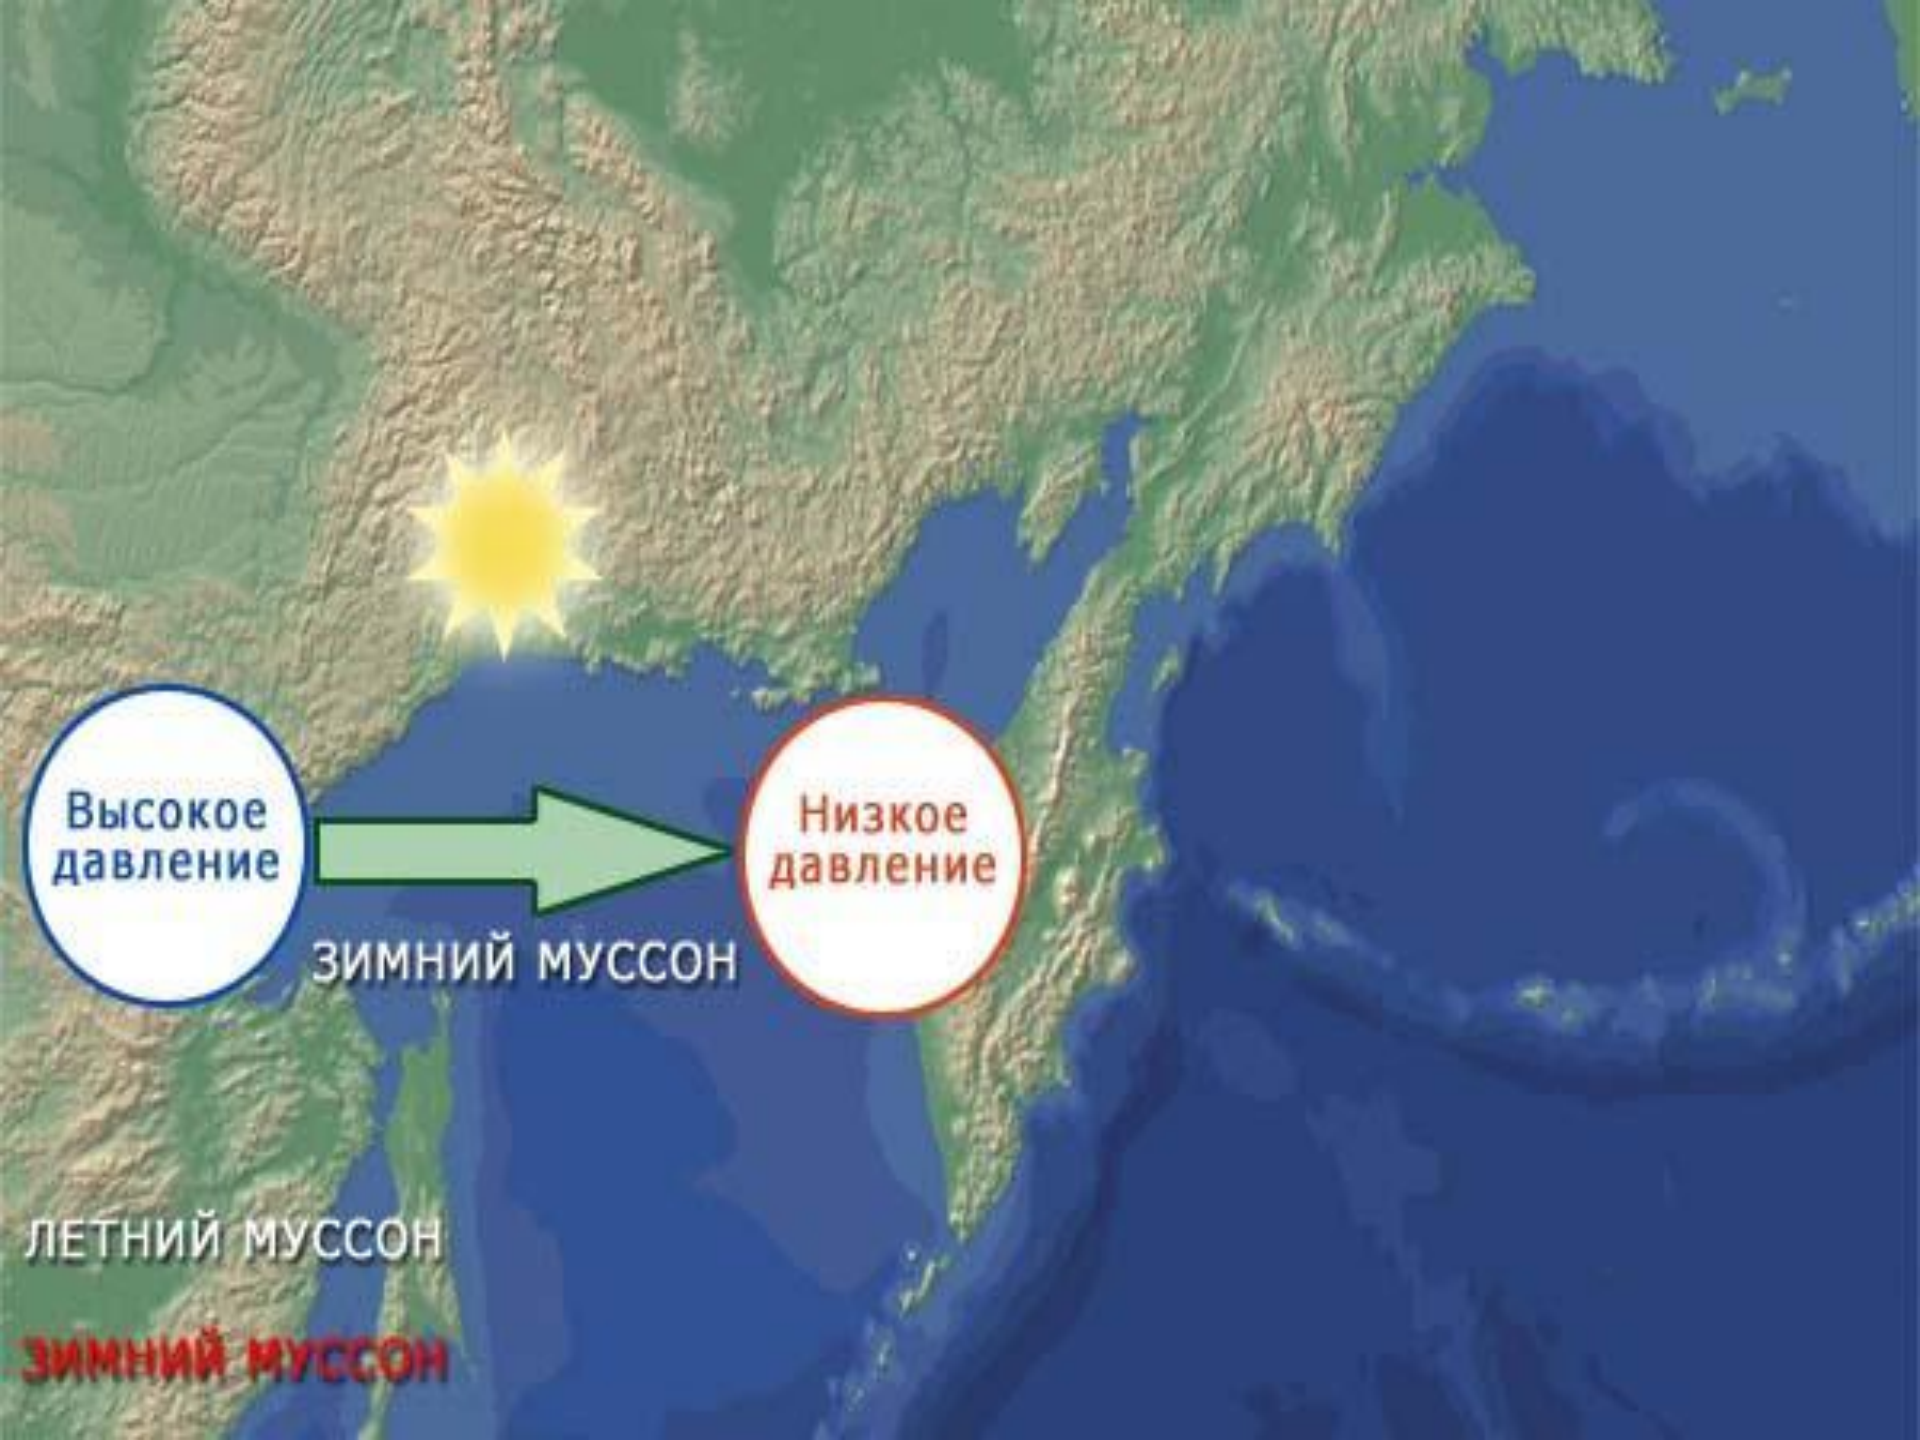 Высокое
давление
Низкое
давление
ЗИМНИЙ МУССОН
ЛЕТНИЙ МУССОН
ЗИМНИЙ МУССОН